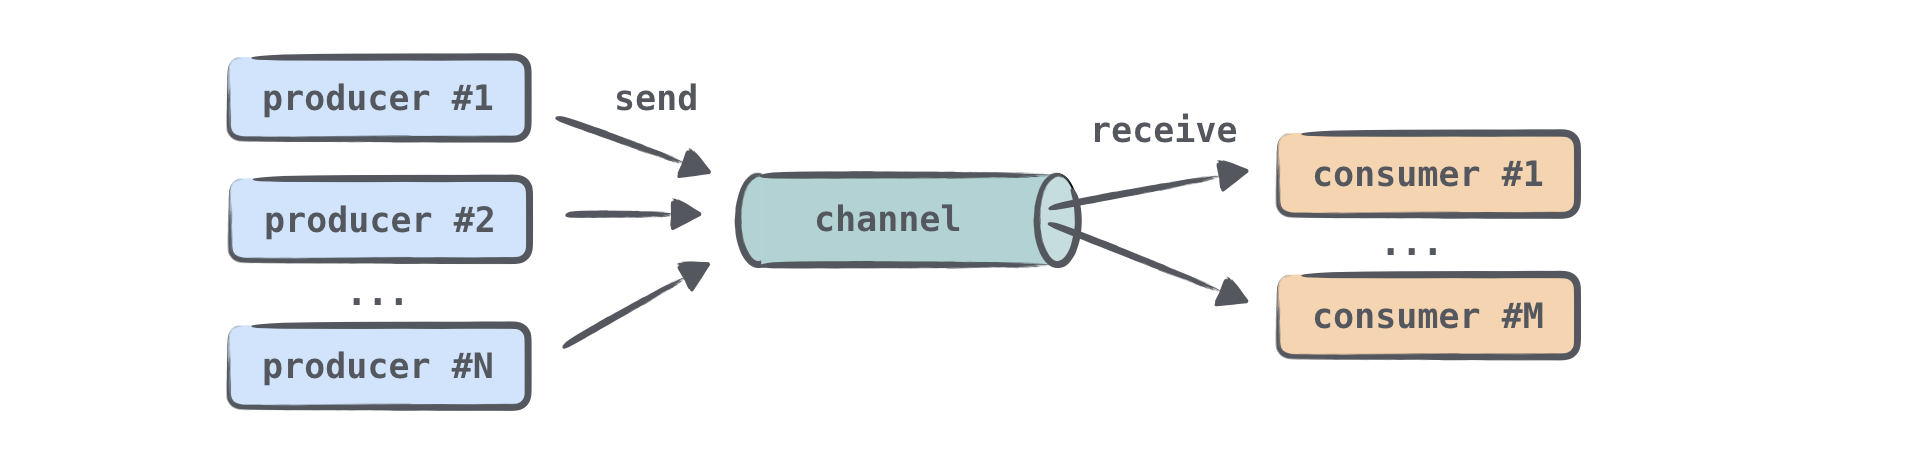 producer #1
send
producer #2
...
producer #N
channel
receive
consumer #1
...
consumer #M